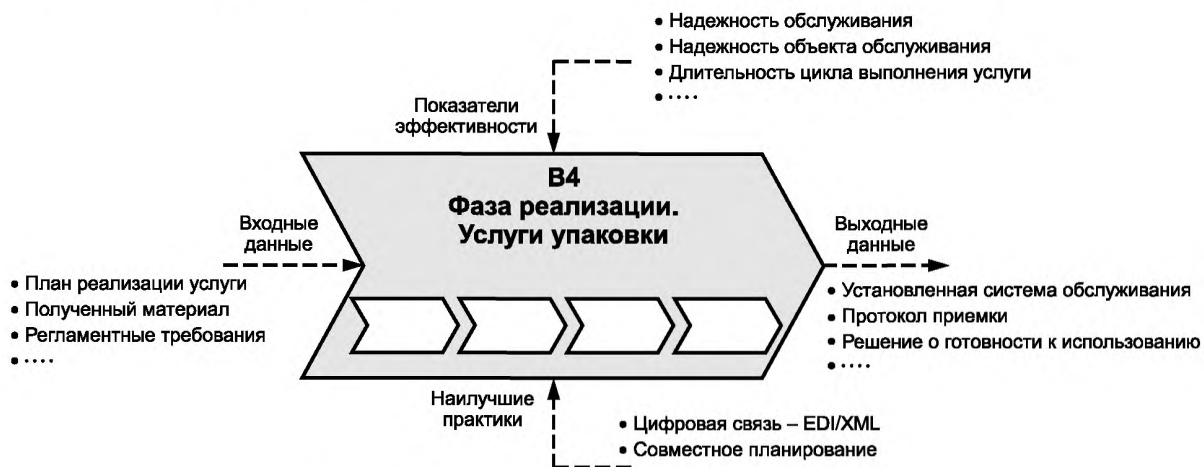 • Надежность обслуживания
• Надежность объекта обслуживания
• Длительность цикла выполнения услуги
• ····
Показатели
эффективности
В4
Фаза реализации.
Услуги упаковки
Входные
данные
• План реализации услуги
• Полученный материал
• Регламентные требования
• ····
Выходные
данные
• Установленная система обслуживания
• Протокол приемки
• Решение о готовности к использованию
• ····
Наилучшие
практики
• Цифровая связь – EDI/XML
• Совместное планирование